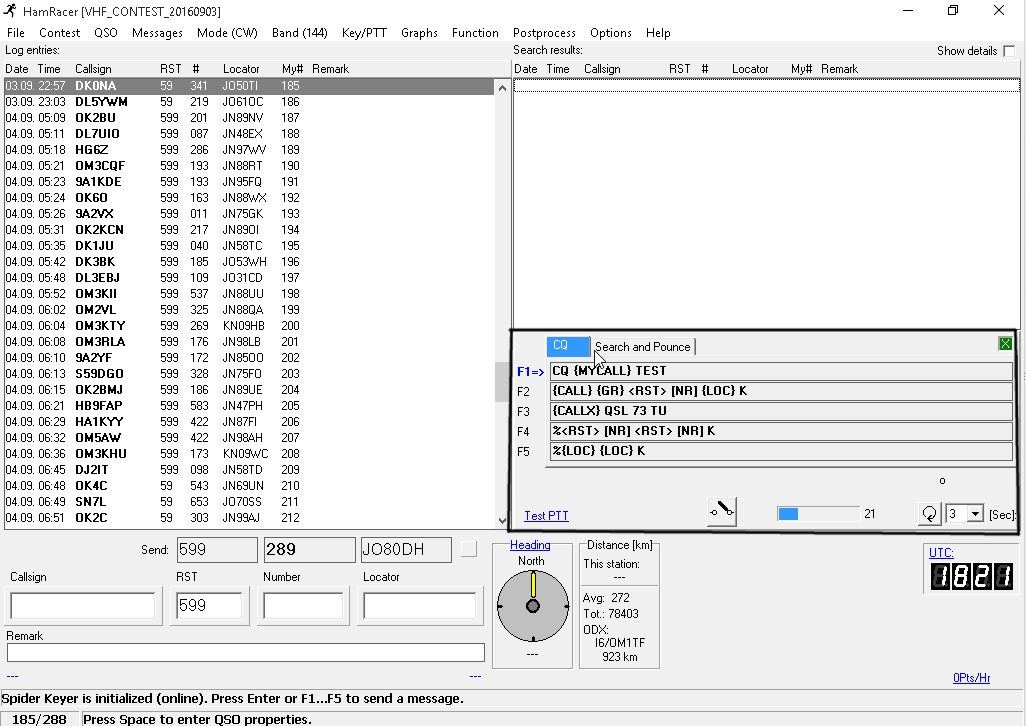 HamRacer [VHF_CONTEST_20160903]
File Contest QSO Messages Mode (CW) Band (144) Key/PTT Graphs Function Postprocess Options Help
Log entries:
Date Time Callsign RST # Locator My# Remark
03.09. 22:57 DK0NA 59 341 JO50TI 185
03.09. 23:03 DL5YWM 59 219 JO61OC 186
04.09. 05:09 OK2BU 599 201 JN89NV 187
04.09. 05:11 DL7UIO 599 087 JN48EX 188
04.09. 05:18 HG6Z 599 286 JN97WV 189
04.09. 05:21 OM3CQF 599 193 JN88RT 190
04.09. 05:23 9A1KDE 599 193 JN95FQ 191
04.09. 05:24 OK6O 599 163 JN88WX 192
04.09. 05:26 9A2VX 599 011 JN75GK 193
04.09. 05:31 OK2KCN 599 217 JN89OI 194
04.09. 05:35 DK1JU 599 040 JN58TC 195
04.09. 05:42 DK3BK 599 185 JO53WH 196
04.09. 05:48 DL3EBJ 599 109 JO31CD 197
04.09. 05:52 OM3KII 599 537 JN88UU 198
04.09. 06:02 OM2VL 599 325 JN88QA 199
04.09. 06:04 OM3KTY 599 269 KN09HB 200
04.09. 06:08 OM3RLA 599 176 JN98LB 201
04.09. 06:10 9A2YF 599 172 JN85OO 202
04.09. 06:13 S59DGO 599 328 JN75FO 203
04.09. 06:15 OK2BMJ 599 186 JN89UE 204
04.09. 06:21 HB9FAP 599 583 JN47PH 205
04.09. 06:29 HA1KYY 599 422 JN87FI 206
04.09. 06:32 OM5AW 599 422 JN98AH 207
04.09. 06:36 OM3KHU 599 173 KN09WC 208
04.09. 06:45 DJ2IT 599 098 JN58TD 209
04.09. 06:48 OK4C 59 543 JN69UN 210
04.09. 06:49 SN7L 59 653 JO70SS 211
04.09. 06:51 OK2C 59 303 JN99AJ 212
Search results:
Show details
Date Time Callsign RST # Locator My# Remark
CQ Search and Pounce
F1=> CQ {MYCALL} TEST
F2 {CALL} {GR} <RST> [NR] {LOC} K
F3 {CALLX} QSL 73 TU
F4 %<RST> [NR] <RST> [NR] K
F5 %{LOC} {LOC} K
Test PTT 21 3 [Sec]:
Send: 599 289 JO80DH
Callsign RST Number Locator
599
Remark
--- ---
Heading
North
---
Distance [km]
This station:
---
Avg: 272
Tot.: 78403
ODX:
I6/OM1TF
923 km
UTC:
1821
0Pts/Hr
Spider Keyer is initialized (online). Press Enter or F1...F5 to send a message.
185/288 Press Space to enter QSO properties.